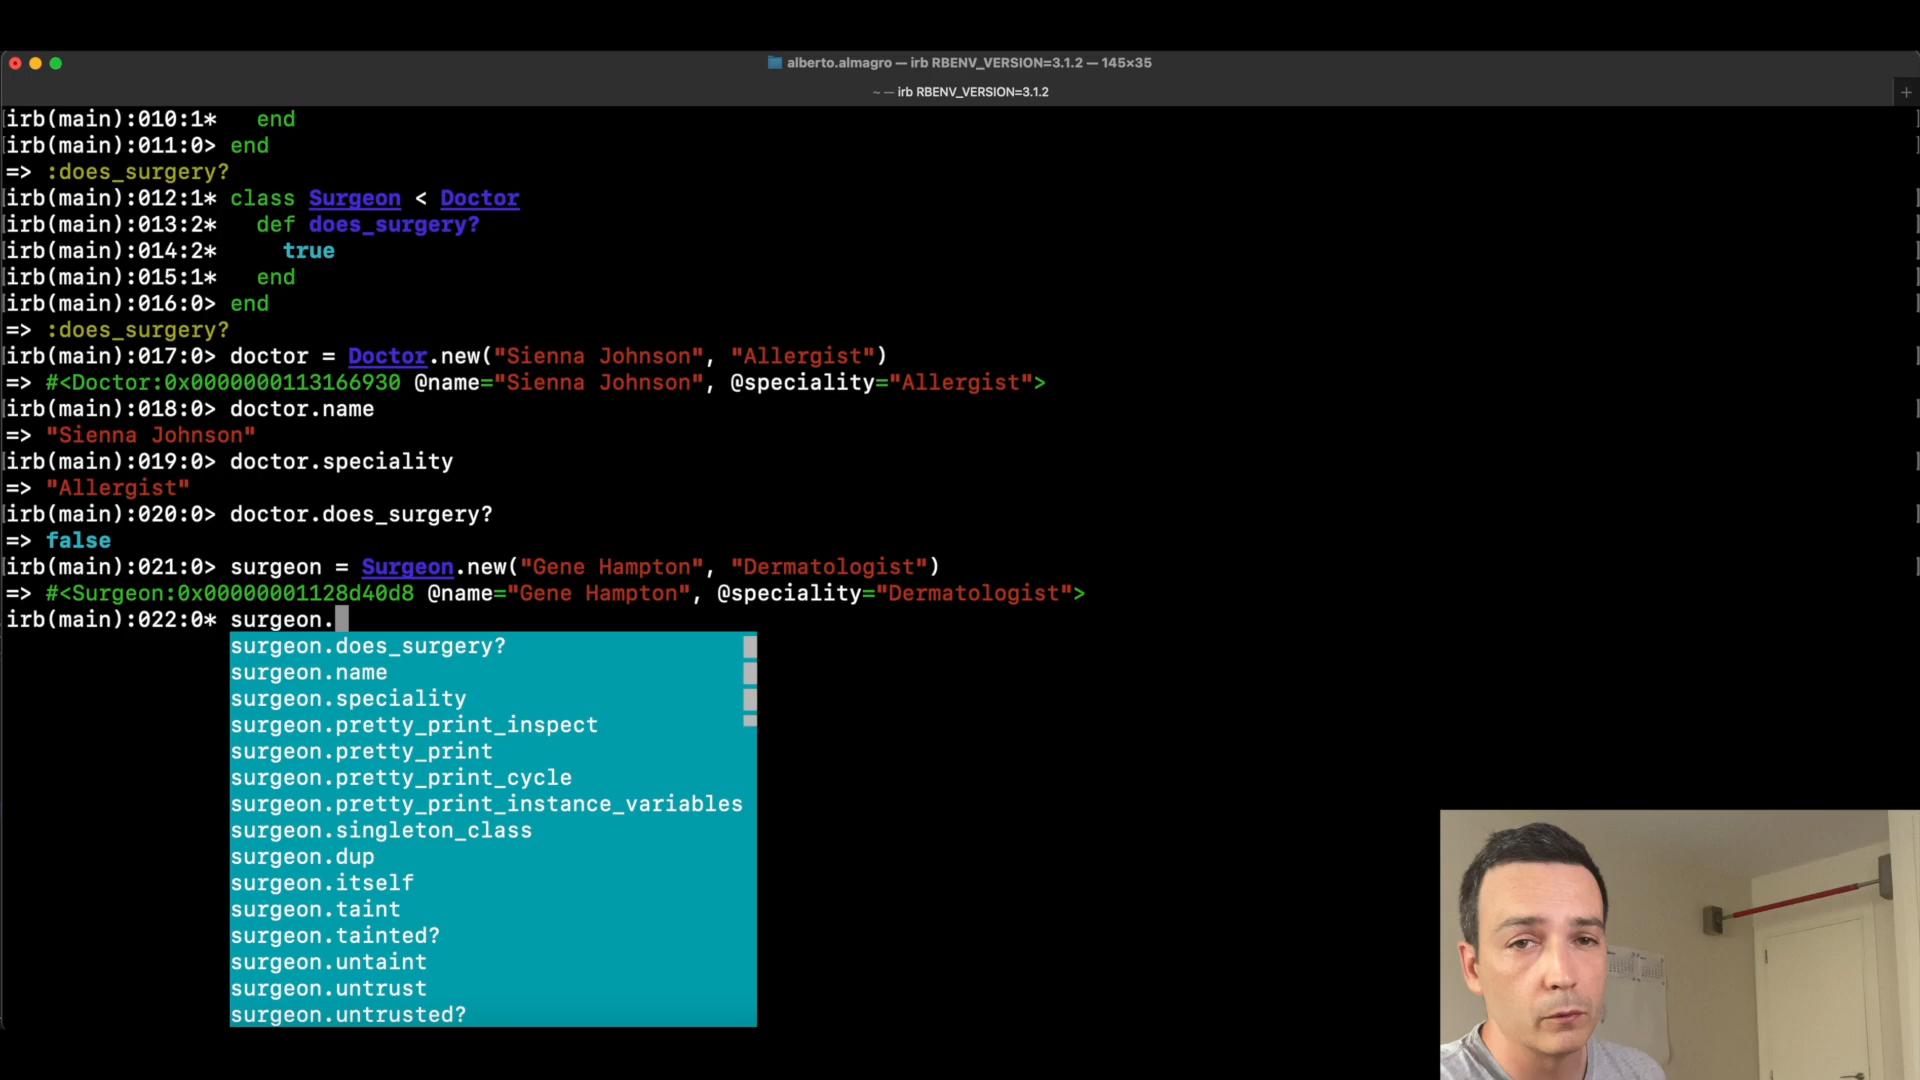 alberto.almagro — irb RBENV_VERSION=3.1.2 — 145×35
~ — irb RBENV_VERSION=3.1.2
irb(main):010:1*   end
irb(main):011:0> end
=> :does_surgery?
irb(main):012:1* class Surgeon < Doctor
irb(main):013:2*   def does_surgery?
irb(main):014:2*     true
irb(main):015:1*   end
irb(main):016:0> end
=> :does_surgery?
irb(main):017:0> doctor = Doctor.new("Sienna Johnson", "Allergist")
=> #<Doctor:0x0000000113166930 @name="Sienna Johnson", @speciality="Allergist">
irb(main):018:0> doctor.name
=> "Sienna Johnson"
irb(main):019:0> doctor.speciality
=> "Allergist"
irb(main):020:0> doctor.does_surgery?
=> false
irb(main):021:0> surgeon = Surgeon.new("Gene Hampton", "Dermatologist")
=> #<Surgeon:0x00000001128d40d8 @name="Gene Hampton", @speciality="Dermatologist">
irb(main):022:0* surgeon.
surgeon.does_surgery?
surgeon.name
surgeon.speciality
surgeon.pretty_print_inspect
surgeon.pretty_print
surgeon.pretty_print_cycle
surgeon.pretty_print_instance_variables
surgeon.singleton_class
surgeon.dup
surgeon.itself
surgeon.taint
surgeon.tainted?
surgeon.untaint
surgeon.untrust
surgeon.untrusted?